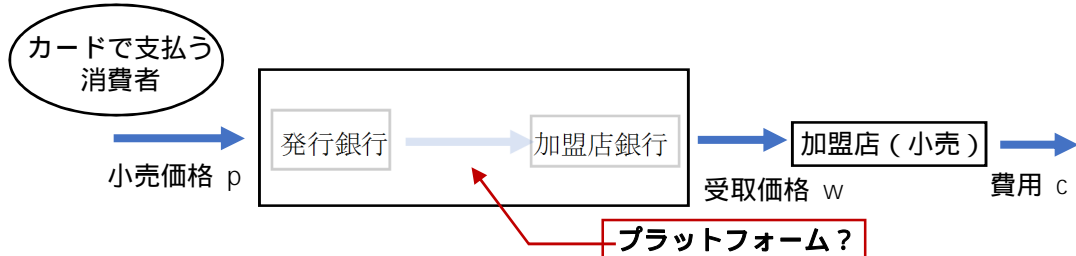 カードで支払う
消費者
小売価格 p
発行銀行
加盟店銀行
受取価格 w
加盟店(小売)
費用 c
プラットフォーム?